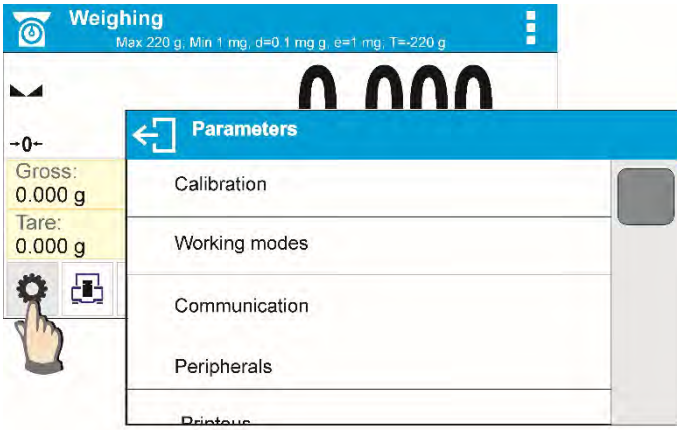 Weighing
Max 220 g, Min 1 mg, d=0.1 mg g, e=1 mg, T=-220 g
0.000
→0←
Gross:
0.000 g
Tare:
0.000 g
Parameters
Calibration
Working modes
Communication
Peripherals
Printous